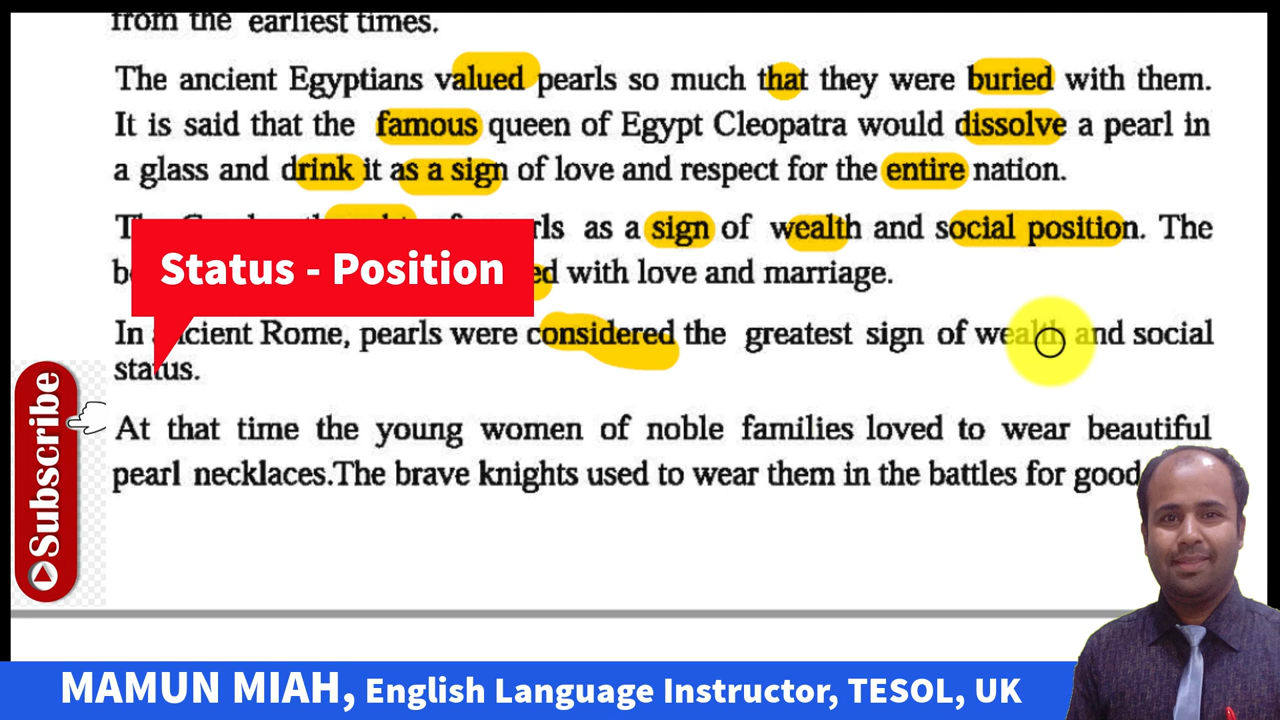 from the earliest times.
The ancient Egyptians valued pearls so much that they were buried with them.
It is said that the famous queen of Egypt Cleopatra would dissolve a pearl in
a glass and drink it as a sign of love and respect for the entire nation.
as a sign of wealth and social position. The
with love and marriage.
Status - Position
In ancient Rome, pearls were considered the greatest sign of wealth and social
status.
At that time the young women of noble families loved to wear beautiful
pearl necklaces.The brave knights used to wear them in the battles for good
Subscribe
MAMUN MIAH, English Language Instructor, TESOL, UK